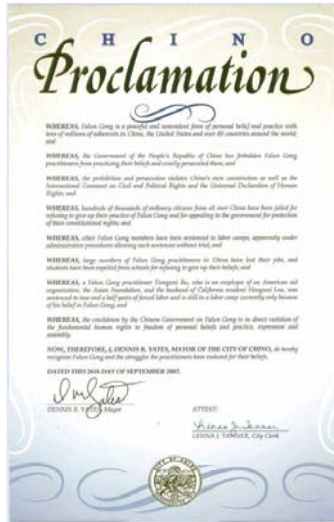 CHINO
Proclamation
WHEREAS, Falun Gong is a peaceful and nonviolent form of personal belief and practice with
tens of millions of adherents in China, the United States and over 60 countries around the world;
and
WHEREAS, the Government of the People's Republic of China has forbidden Falun Gong
practitioners from practicing their beliefs and cruelly persecuted them; and
WHEREAS, the prohibition and persecution violates China's own constitution as well as the
International Covenant on Civil and Political Rights and the Universal Declaration of Human
Rights; and
WHEREAS, hundreds of thousands of ordinary citizens from all over China have been jailed for
refusing to give up their practice of Falun Gong and for appealing to the government for protection
of their constitutional rights; and
WHEREAS, other Falun Gong members have been sentenced to labor camps, apparently under
administrative procedures allowing such sentences without trial; and
WHEREAS, large numbers of Falun Gong practitioners in China have lost their jobs, and
students have been expelled from schools for refusing to give up their beliefs; and
WHEREAS, a Falun Gong practitioner Dongwei Bu, who is an employee of an American aid
organization, the Asian Foundation, and the husband of California resident Hongwei Lou, was
sentenced to two and a half years of forced labor and is still in a labor camp currently only because
of his belief in Falun Gong; and
WHEREAS, the crackdown by the Chinese Government on Falun Gong is in direct violation of
the fundamental human rights to freedom of personal beliefs and practice, expression and
assembly.
NOW, THEREFORE, I, DENNIS R. YATES, MAYOR OF THE CITY OF CHINO, do hereby
recognize Falun Gong and the struggles the practitioners have endured for their beliefs.
DATED THIS 26TH DAY OF SEPTEMBER 2007.
DENNIS R. YATES, Mayor
ATTEST:
Lenna J. Tanner
LENNA J. TANNER, City Clerk